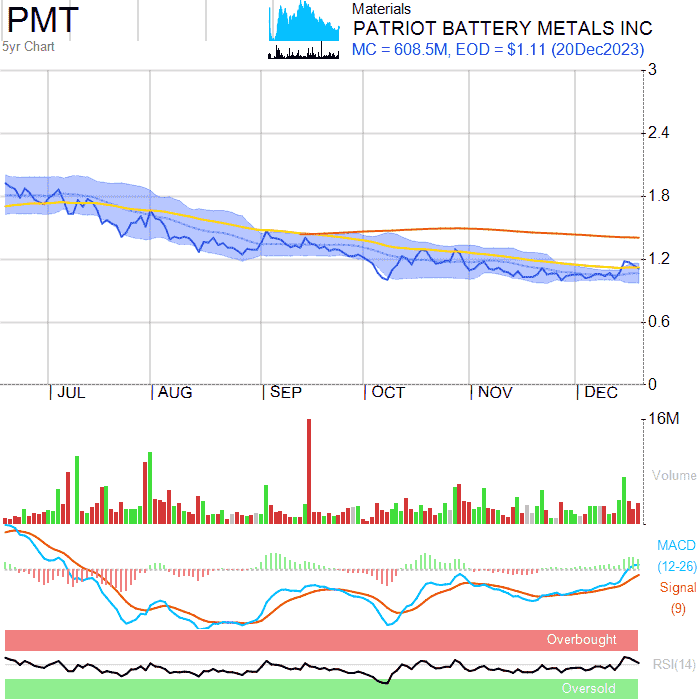 PMT
5yr Chart
Materials
PATRIOT BATTERY METALS INC
MC = 608.5M, EOD = $1.11 (20Dec2023)
3
2.4
1.8
1.2
0.6
0
JUL
AUG
SEP
OCT
NOV
DEC
16M
Volume
MACD
(12-26)
Signal
(9)
Overbought
RSI(14)
Oversold